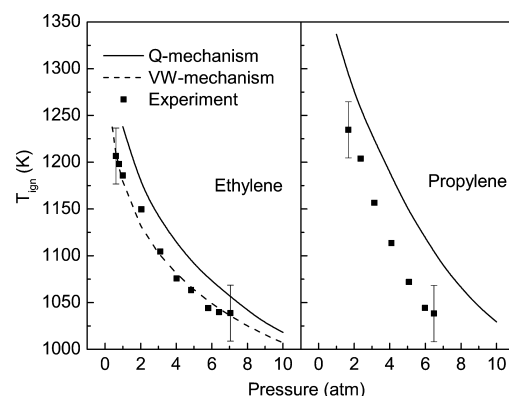 1350
1300
1250
1200
1150
1100
1050
1000
T_ign (K)
Q-mechanism
VW-mechanism
Experiment
Ethylene
Propylene
0 2 4 6 8 10 0 2 4 6 8 10
Pressure (atm)